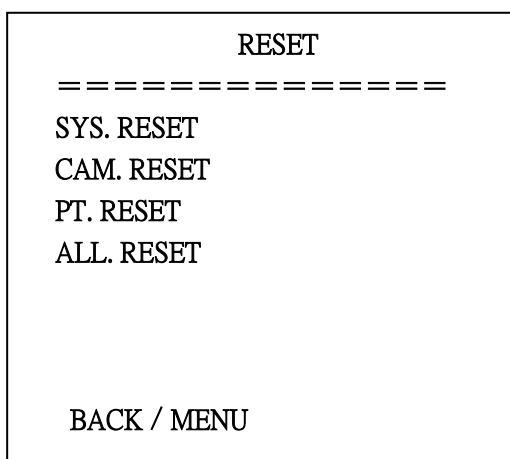 RESET
==============
SYS. RESET
CAM. RESET
PT. RESET
ALL. RESET
BACK / MENU